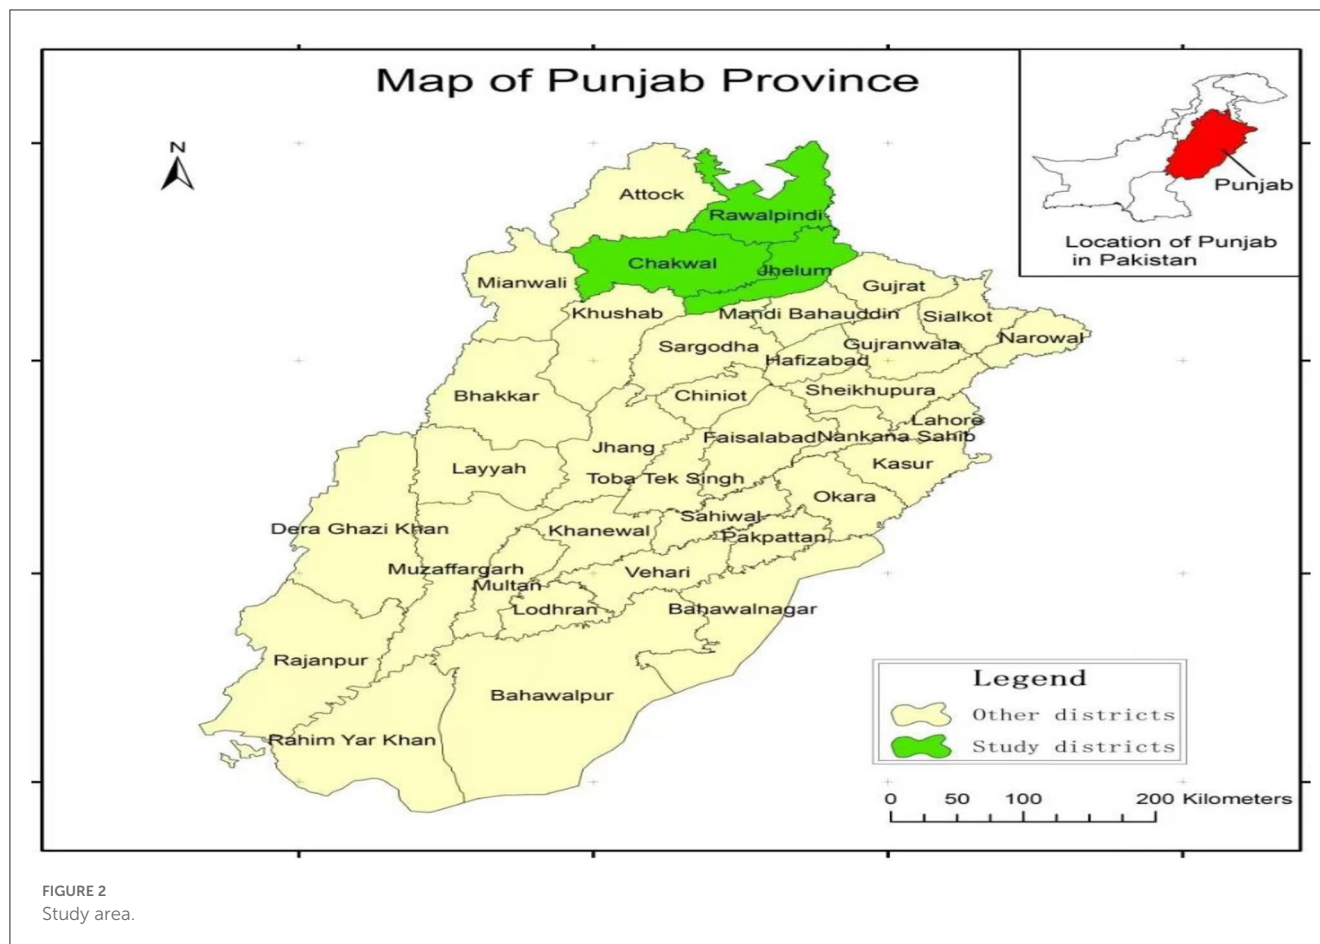 Map of Punjab Province
N
Attock
Rawalpindi
Chakwal
Jhelum
Mianwali
Gujrat
Khushab
Mandi Bahauddin
Sialkot
Sargodha
Gujranwala
Narowal
Hafizabad
Bhakkar
Chiniot
Sheikhupura
Lahore
Faisalabad
Nankana Sahib
Jhang
Kasur
Layyah
Toba Tek Singh
Okara
Sahiwal
Dera Ghazi Khan
Khanewal
Pakpattan
Muzaffargarh
Vehari
Multan
Lodhran
Bahawalnagar
Rajanpur
Bahawalpur
Rahim Yar Khan
Punjab
Location of Punjab
in Pakistan
Legend
Other districts
Study districts
0 50 100 200 Kilometers
FIGURE 2
Study area.